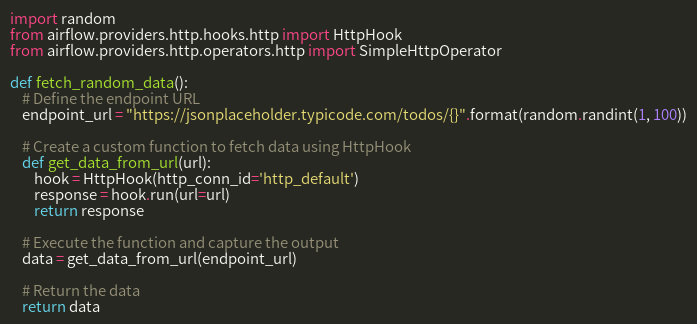 import random
from airflow.providers.http.hooks.http import HttpHook
from airflow.providers.http.operators.http import SimpleHttpOperator

def fetch_random_data():
    # Define the endpoint URL
    endpoint_url = "https://jsonplaceholder.typicode.com/todos/{}".format(random.randint(1, 100))

    # Create a custom function to fetch data using HttpHook
    def get_data_from_url(url):
        hook = HttpHook(http_conn_id='http_default')
        response = hook.run(url=url)
        return response

    # Execute the function and capture the output
    data = get_data_from_url(endpoint_url)

    # Return the data
    return data